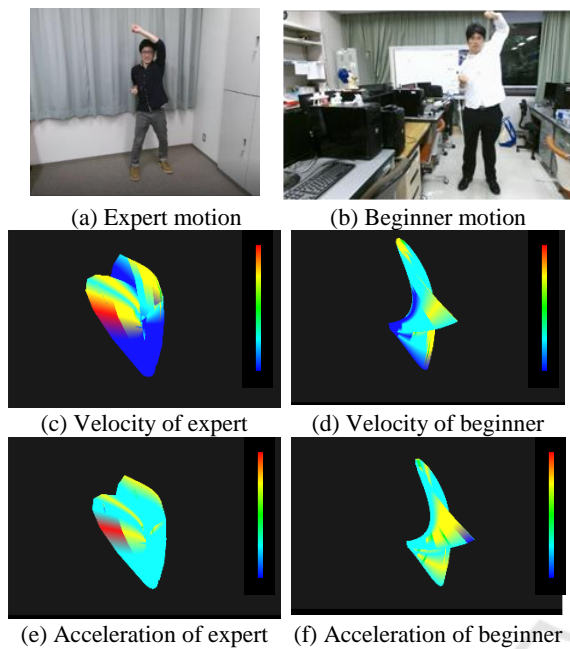 (a) Expert motion
(b) Beginner motion
(c) Velocity of expert
(d) Velocity of beginner
(e) Acceleration of expert
(f) Acceleration of beginner